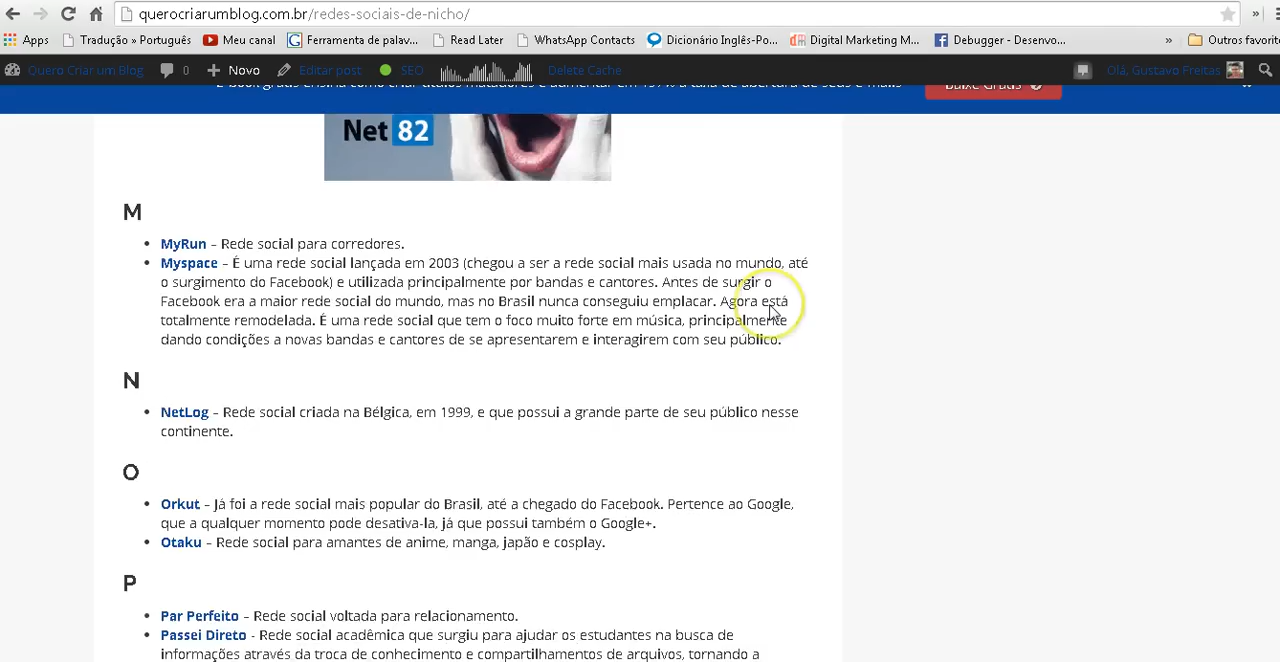 querocriarumblog.com.br/redes-sociais-de-nicho/
Apps Tradução » Português Meu canal Ferramenta de palav... Read Later WhatsApp Contacts Dicionário Inglês-Po... Digital Marketing M... Debugger - Desenvo... » Outros favorit
Quero Criar um Blog 0 Novo Editar post SEO Delete Cache Olá, Gustavo Freitas
E-book grátis ensina como criar títulos matadores e aumentar em 197% a taxa de abertura de seus e-mails Baixe Grátis
Net 82
M
• MyRun – Rede social para corredores.
• Myspace – É uma rede social lançada em 2003 (chegou a ser a rede social mais usada no mundo, até
o surgimento do Facebook) e utilizada principalmente por bandas e cantores. Antes de surgir o
Facebook era a maior rede social do mundo, mas no Brasil nunca conseguiu emplacar. Agora está
totalmente remodelada. É uma rede social que tem o foco muito forte em música, principalmente
dando condições a novas bandas e cantores de se apresentarem e interagirem com seu público.
N
• NetLog – Rede social criada na Bélgica, em 1999, e que possui a grande parte de seu público nesse
continente.
O
• Orkut – Já foi a rede social mais popular do Brasil, até a chegado do Facebook. Pertence ao Google,
que a qualquer momento pode desativa-la, já que possui também o Google+.
• Otaku – Rede social para amantes de anime, manga, japão e cosplay.
P
• Par Perfeito – Rede social voltada para relacionamento.
• Passei Direto - Rede social acadêmica que surgiu para ajudar os estudantes na busca de
informações através da troca de conhecimento e compartilhamentos de arquivos, tornando a